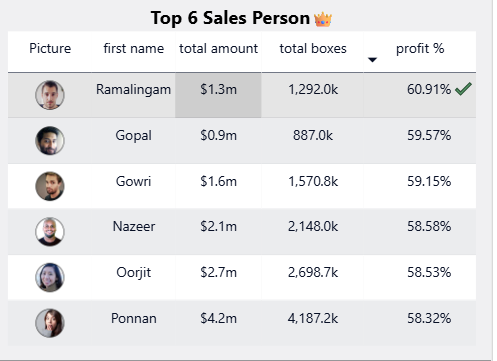 Top 6 Sales Person
Picture first name total amount total boxes profit %
Ramalingam $1.3m 1,292.0k 60.91%
Gopal $0.9m 887.0k 59.57%
Gowri $1.6m 1,570.8k 59.15%
Nazeer $2.1m 2,148.0k 58.58%
Oorjit $2.7m 2,698.7k 58.53%
Ponnan $4.2m 4,187.2k 58.32%